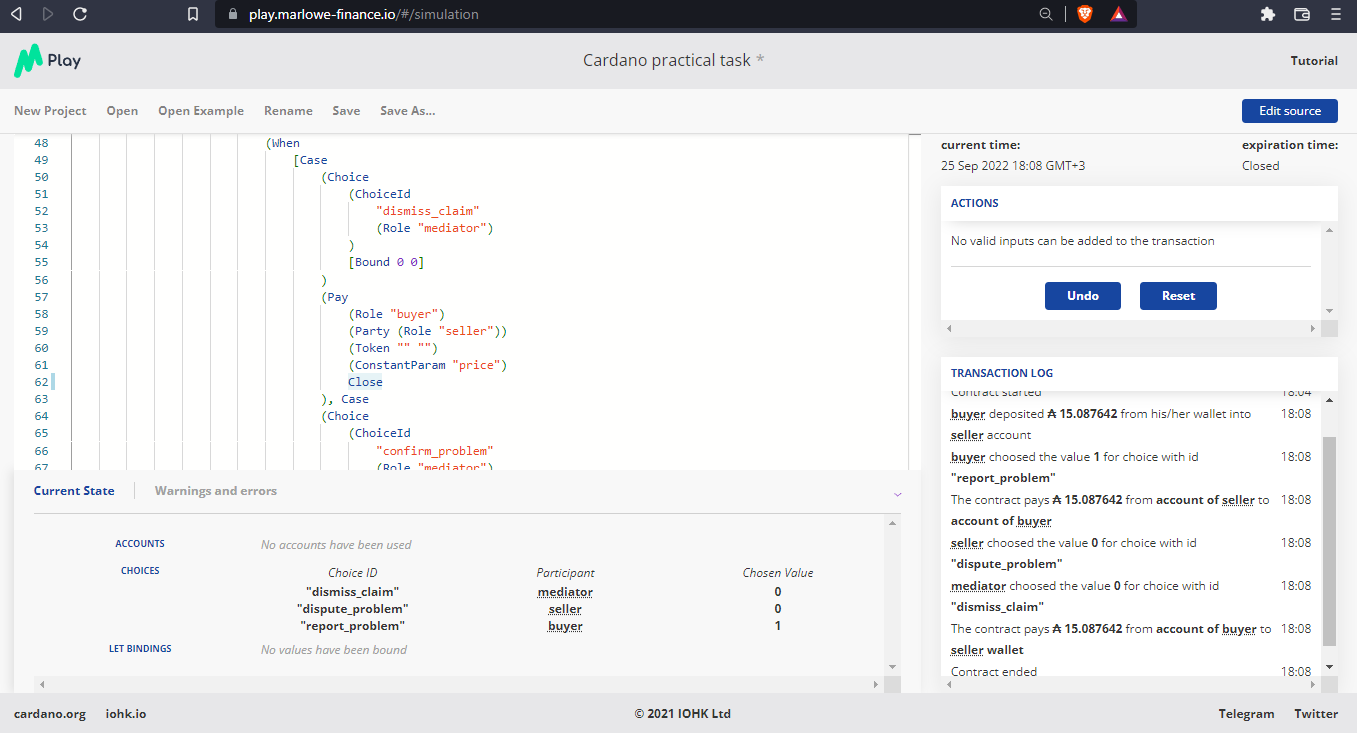 play.marlowe-finance.io/#/simulation
Play
Cardano practical task *
Tutorial
New Project Open Open Example Rename Save Save As...
Edit source
48 (When
49 [Case
50 (Choice
51 (ChoiceId
52 "dismiss_claim"
53 (Role "mediator")
54 )
55 [Bound 0 0]
56 )
57 (Pay
58 (Role "buyer")
59 (Party (Role "seller"))
60 (Token "" "")
61 (ConstantParam "price")
62 Close
63 ), Case
64 (Choice
65 (ChoiceId
66 "confirm_problem"
67 (Role "mediator")
current time: expiration time:
25 Sep 2022 18:08 GMT+3 Closed
ACTIONS
No valid inputs can be added to the transaction
Undo Reset
TRANSACTION LOG
Contract started 18:04
buyer deposited ₳ 15.087642 from his/her wallet into 18:08
seller account
buyer choosed the value 1 for choice with id 18:08
"report_problem"
The contract pays ₳ 15.087642 from account of seller to 18:08
account of buyer
seller choosed the value 0 for choice with id 18:08
"dispute_problem"
mediator choosed the value 0 for choice with id 18:08
"dismiss_claim"
The contract pays ₳ 15.087642 from account of buyer to 18:08
seller wallet
Contract ended 18:08
Current State Warnings and errors
ACCOUNTS No accounts have been used
CHOICES Choice ID Participant Chosen Value
"dismiss_claim" mediator 0
"dispute_problem" seller 0
"report_problem" buyer 1
LET BINDINGS No values have been bound
cardano.org iohk.io © 2021 IOHK Ltd Telegram Twitter